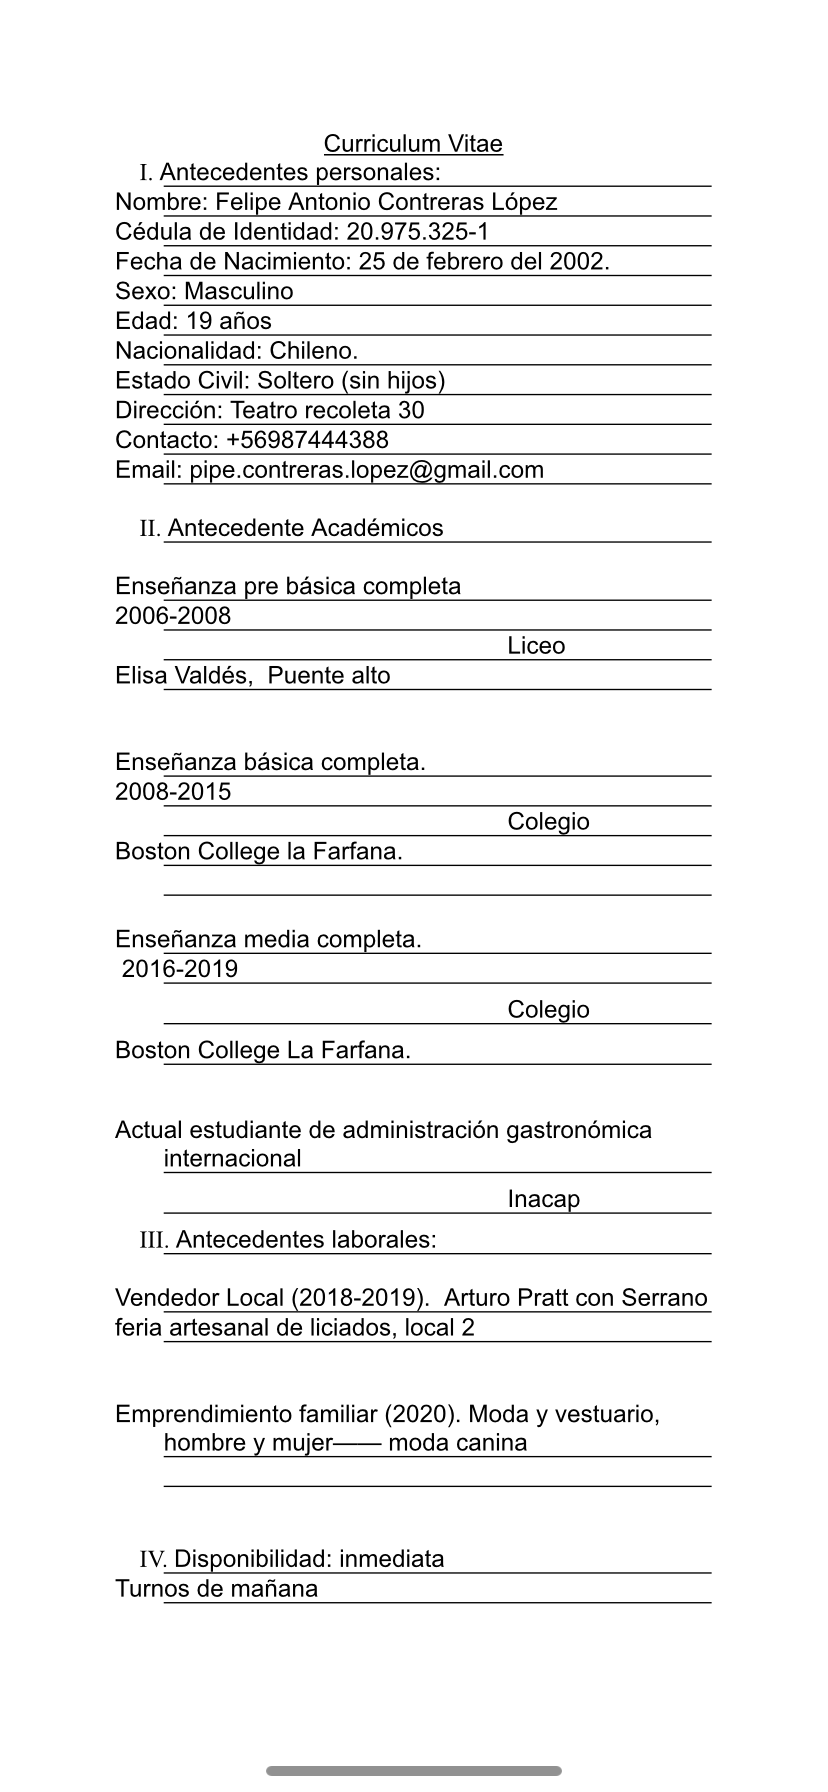 Curriculum Vitae
I. Antecedentes personales:
Nombre: Felipe Antonio Contreras López
Cédula de Identidad: 20.975.325-1
Fecha de Nacimiento: 25 de febrero del 2002.
Sexo: Masculino
Edad: 19 años
Nacionalidad: Chileno.
Estado Civil: Soltero (sin hijos)
Dirección: Teatro recoleta 30
Contacto: +56987444388
Email: pipe.contreras.lopez@gmail.com
II. Antecedente Académicos
Enseñanza pre básica completa
2006-2008
Liceo
Elisa Valdés,  Puente alto
Enseñanza básica completa.
2008-2015
Colegio
Boston College la Farfana.
Enseñanza media completa.
2016-2019
Colegio
Boston College La Farfana.
Actual estudiante de administración gastronómica
internacional
Inacap
III. Antecedentes laborales:
Vendedor Local (2018-2019).  Arturo Pratt con Serrano
feria artesanal de liciados, local 2
Emprendimiento familiar (2020). Moda y vestuario,
hombre y mujer—— moda canina
IV. Disponibilidad: inmediata
Turnos de mañana